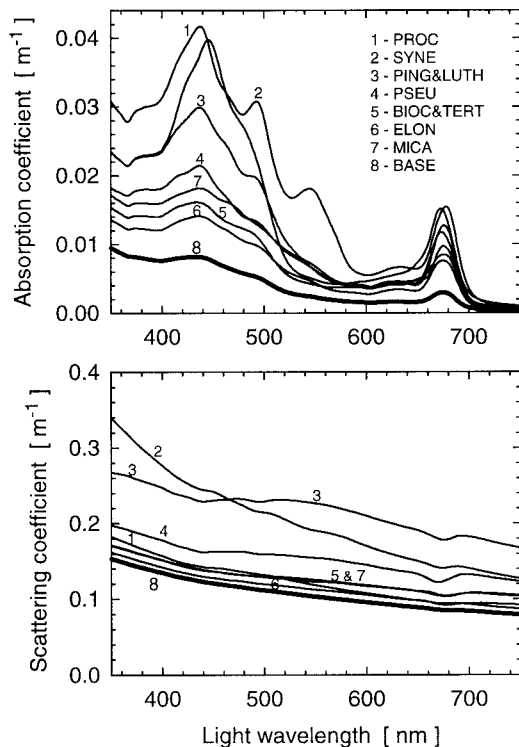 Absorption coefficient [ m⁻¹ ]
0.04
0.03
0.02
0.01
0.00
1
2
3
4
7
5
6
8
1 - PROC
2 - SYNE
3 - PING&LUTH
4 - PSEU
5 - BIOC&TERT
6 - ELON
7 - MICA
8 - BASE
400 500 600 700
Scattering coefficient [ m⁻¹ ]
0.4
0.3
0.2
0.1
0.0
2
3
3
4
1
5 & 7
6
8
400 500 600 700
Light wavelength [ nm ]